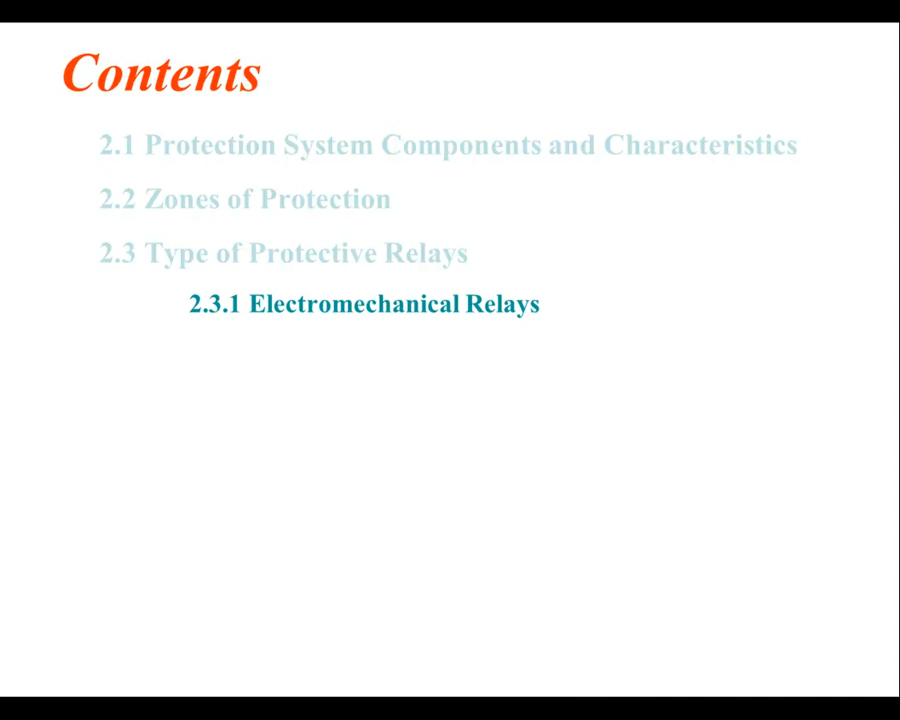 Contents
2.1 Protection System Components and Characteristics
2.2 Zones of Protection
2.3 Type of Protective Relays
2.3.1 Electromechanical Relays